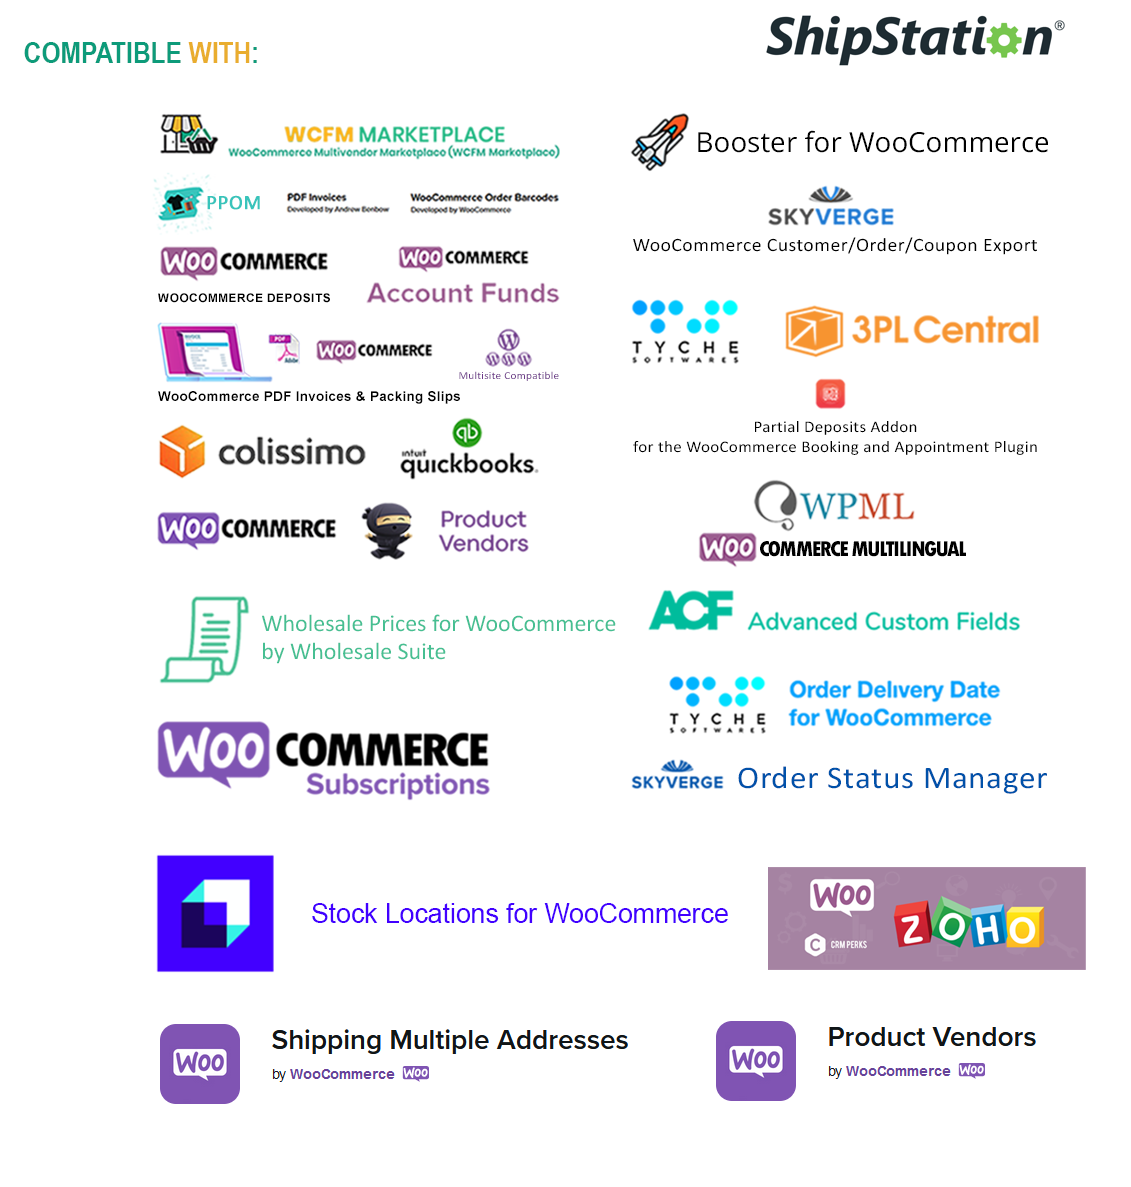 COMPATIBLE WITH:
ShipStation®
WCFM MARKETPLACE
WooCommerce Multivendor Marketplace (WCFM Marketplace)
PPOM
PDF Invoices
Developed by Andrew Benbow
WooCommerce Order Barcodes
Developed by WooCommerce
WOO COMMERCE
WOOCOMMERCE DEPOSITS
WOO COMMERCE
Account Funds
INVOICE
PDF
Adobe
WOO COMMERCE
Multisite Compatible
WooCommerce PDF Invoices & Packing Slips
colissimo
qb
intuit
quickbooks.
WOO COMMERCE
Product
Vendors
Wholesale Prices for WooCommerce
by Wholesale Suite
WOO COMMERCE
Subscriptions
Booster for WooCommerce
SKYVERGE
WooCommerce Customer/Order/Coupon Export
TYCHE
SOFTWARES
3PL Central
Partial Deposits Addon
for the WooCommerce Booking and Appointment Plugin
WPML
WOO COMMERCE MULTILINGUAL
ACF Advanced Custom Fields
TYCHE
SOFTWARES
Order Delivery Date
for WooCommerce
SKYVERGE Order Status Manager
Stock Locations for WooCommerce
WOO
C CRM PERKS
ZOHO
WOO
Shipping Multiple Addresses
by WooCommerce WOO
WOO
Product Vendors
by WooCommerce WOO